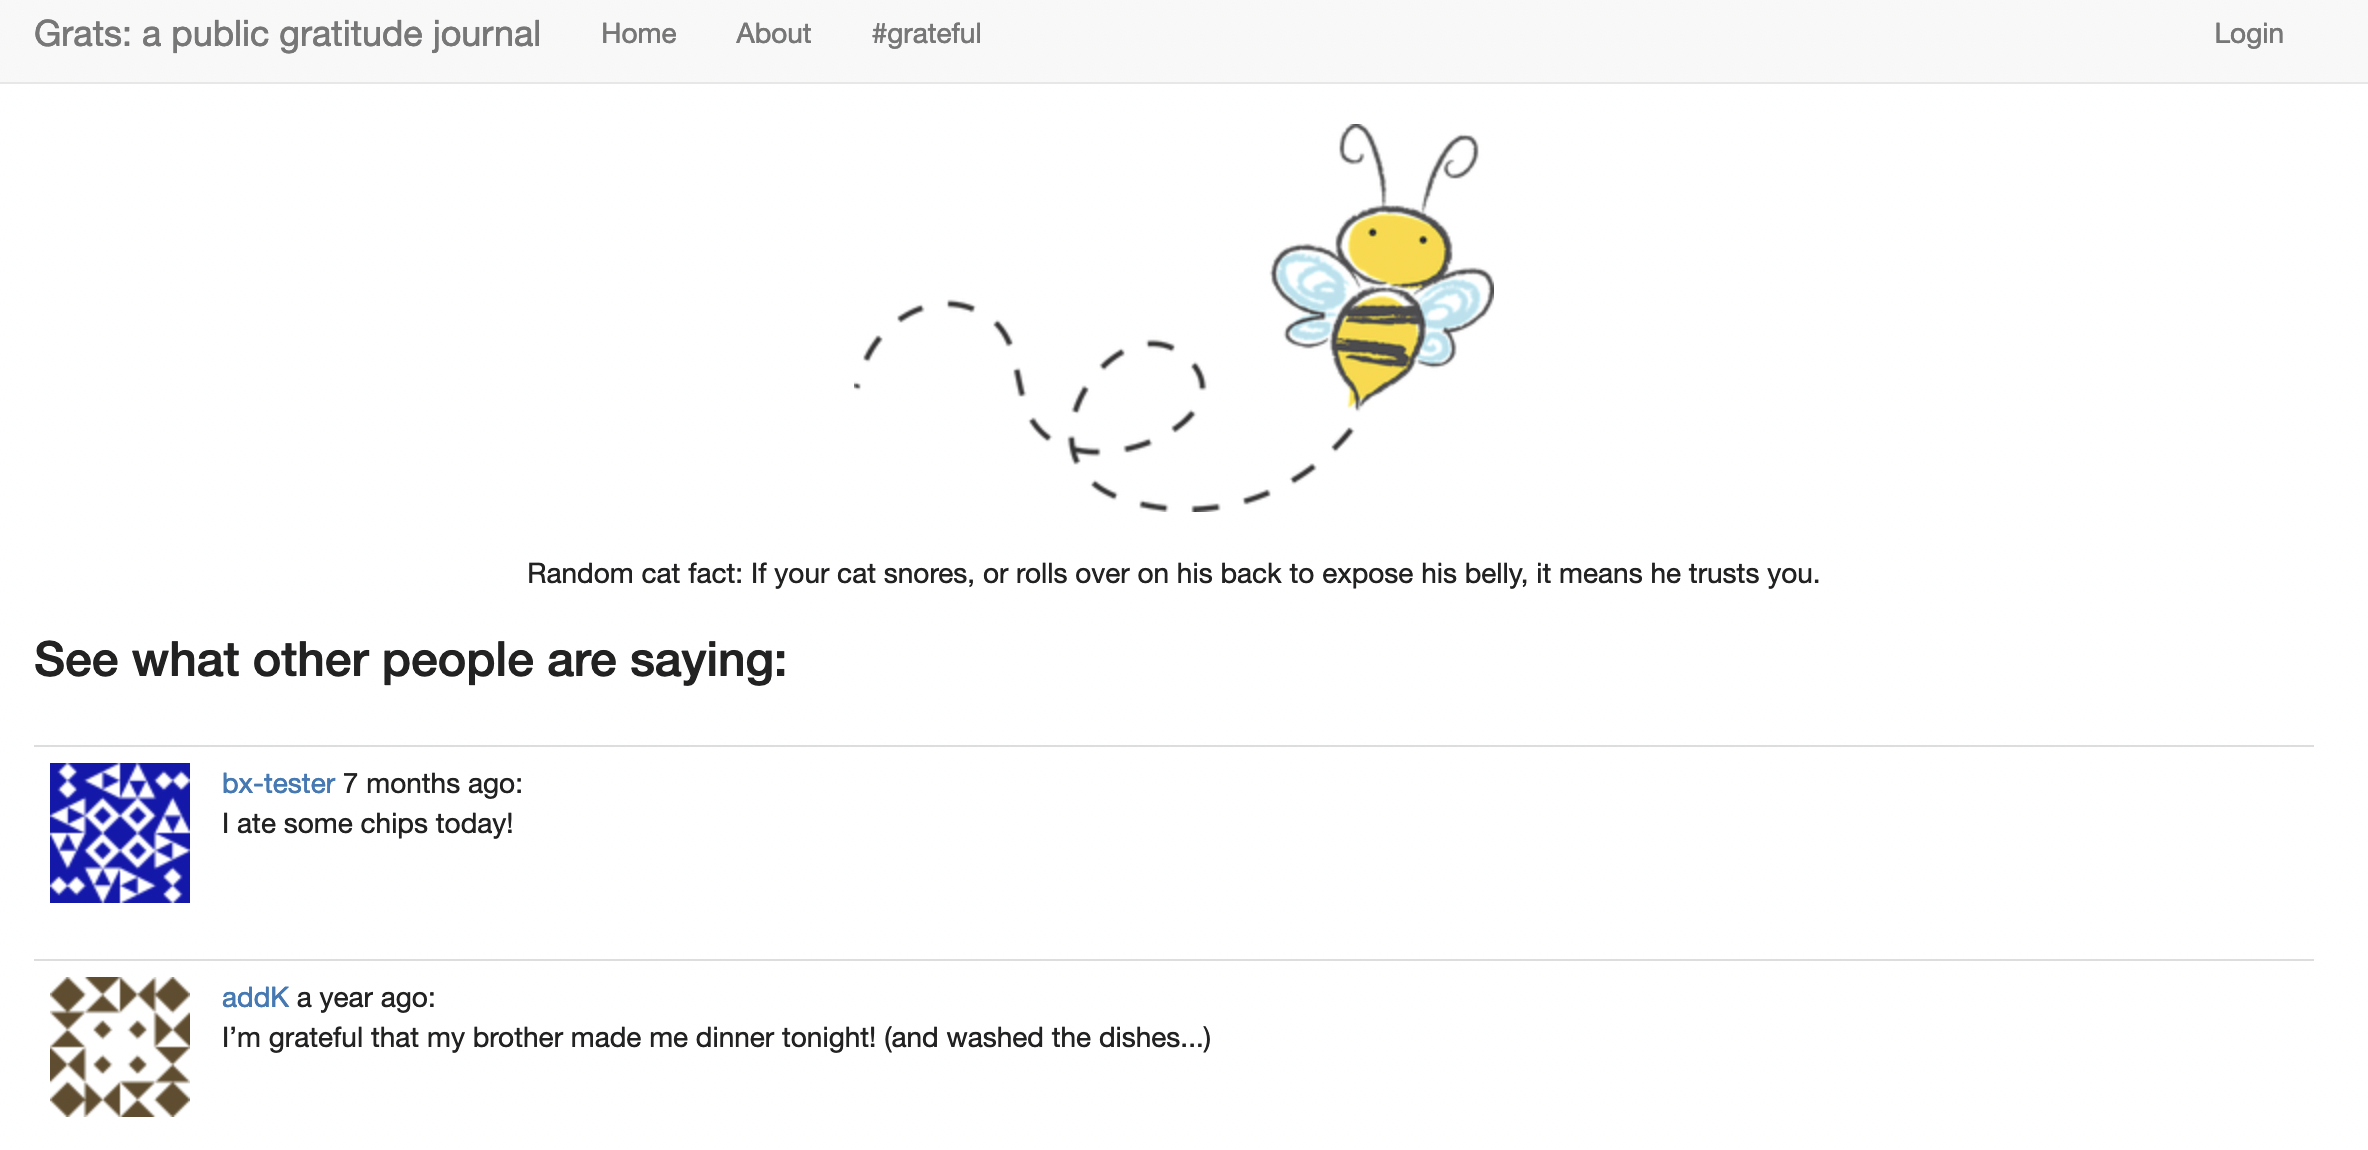 Grats: a public gratitude journal Home About #grateful Login
Random cat fact: If your cat snores, or rolls over on his back to expose his belly, it means he trusts you.
See what other people are saying:
bx-tester 7 months ago:
I ate some chips today!
addK a year ago:
I’m grateful that my brother made me dinner tonight! (and washed the dishes...)